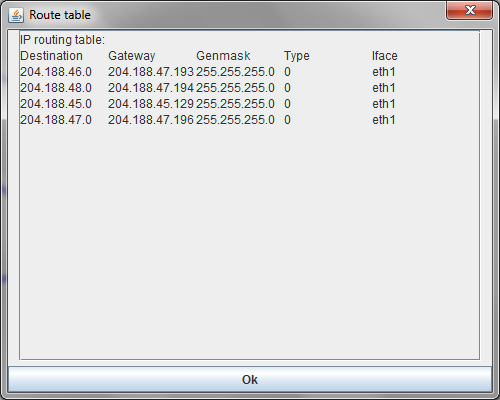 Route table
IP routing table:
Destination Gateway Genmask Type Iface
204.188.46.0 204.188.47.193 255.255.255.0 0 eth1
204.188.48.0 204.188.47.194 255.255.255.0 0 eth1
204.188.45.0 204.188.45.129 255.255.255.0 0 eth1
204.188.47.0 204.188.47.196 255.255.255.0 0 eth1
Ok